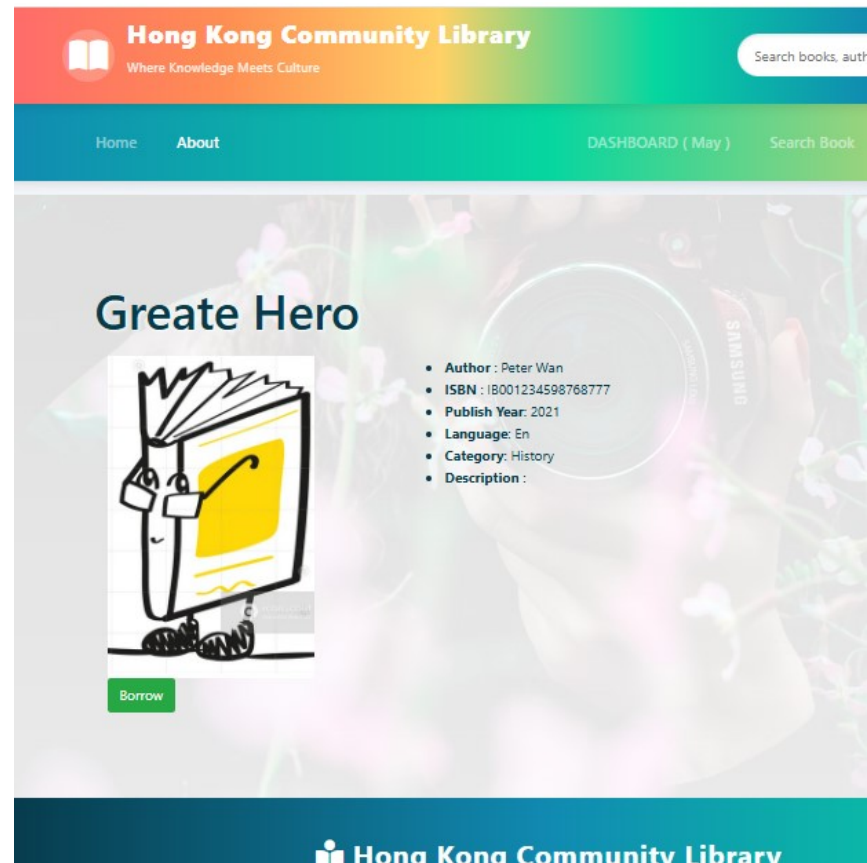 Hong Kong Community Library
Where Knowledge Meets Culture
Search books, auth
Home About DASHBOARD ( May ) Search Book
Greate Hero
SAMSUNG
Author : Peter Wan
ISBN : IB001234598768777
Publish Year: 2021
Language: En
Category: History
Description :
Borrow
Hong Kong Community Library